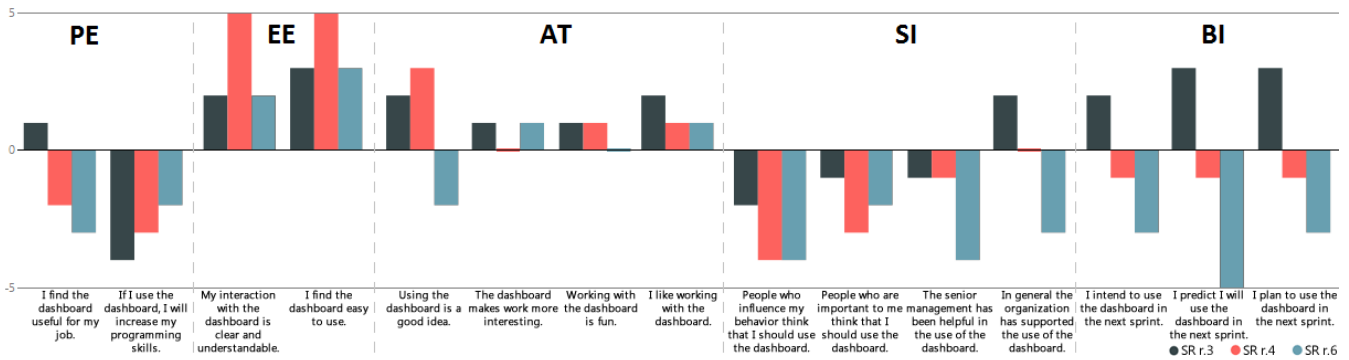 5
PE
EE
AT
SI
BI
0
-5
I find the
dashboard
useful for my
job.
If I use the
dashboard, I will
increase my
programming
skills.
My interaction
with the
dashboard is
clear and
understandable.
I find the
dashboard easy
to use.
Using the
dashboard is a
good idea.
The dashboard
makes work more
interesting.
Working with
the dashboard
is fun.
I like working
with the
dashboard.
People who
influence my
behavior think
that I should use
the dashboard.
People who are
important to me
think that I
should use the
dashboard.
The senior
management has
been helpful in
the use of the
dashboard.
In general the
organization
has supported
the use of the
dashboard.
I intend to use
the dashboard in
the next sprint.
I predict I will
use the
dashboard in
the next sprint.
I plan to use the
dashboard in
the next sprint.
SR r.3 SR r.4 SR r.6